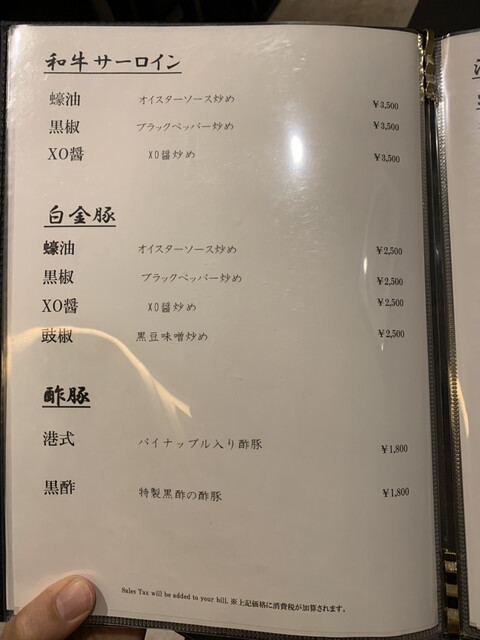 和牛サーロイン
蠔油 オイスターソース炒め ¥3,500
黒椒 ブラックペッパー炒め ¥3,500
XO醤 XO醤炒め ¥3,500
白金豚
蠔油 オイスターソース炒め ¥2,500
黒椒 ブラックペッパー炒め ¥2,500
XO醤 XO醤炒め ¥2,500
豉椒 黒豆味噌炒め ¥2,500
酢豚
港式 パイナップル入り酢豚 ¥1,800
黒酢 特製黒酢の酢豚 ¥1,800
Sales Tax will be added to your bill. ※上記価格に消費税が加算されます。